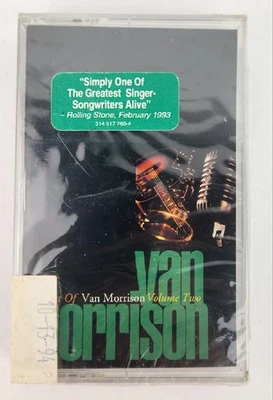 "Simply One Of
The Greatest Singer-
Songwriters Alive"
– Rolling Stone, February 1993
314 517 760-4
van
Of Van Morrison Volume Two
orrison
10-13-94